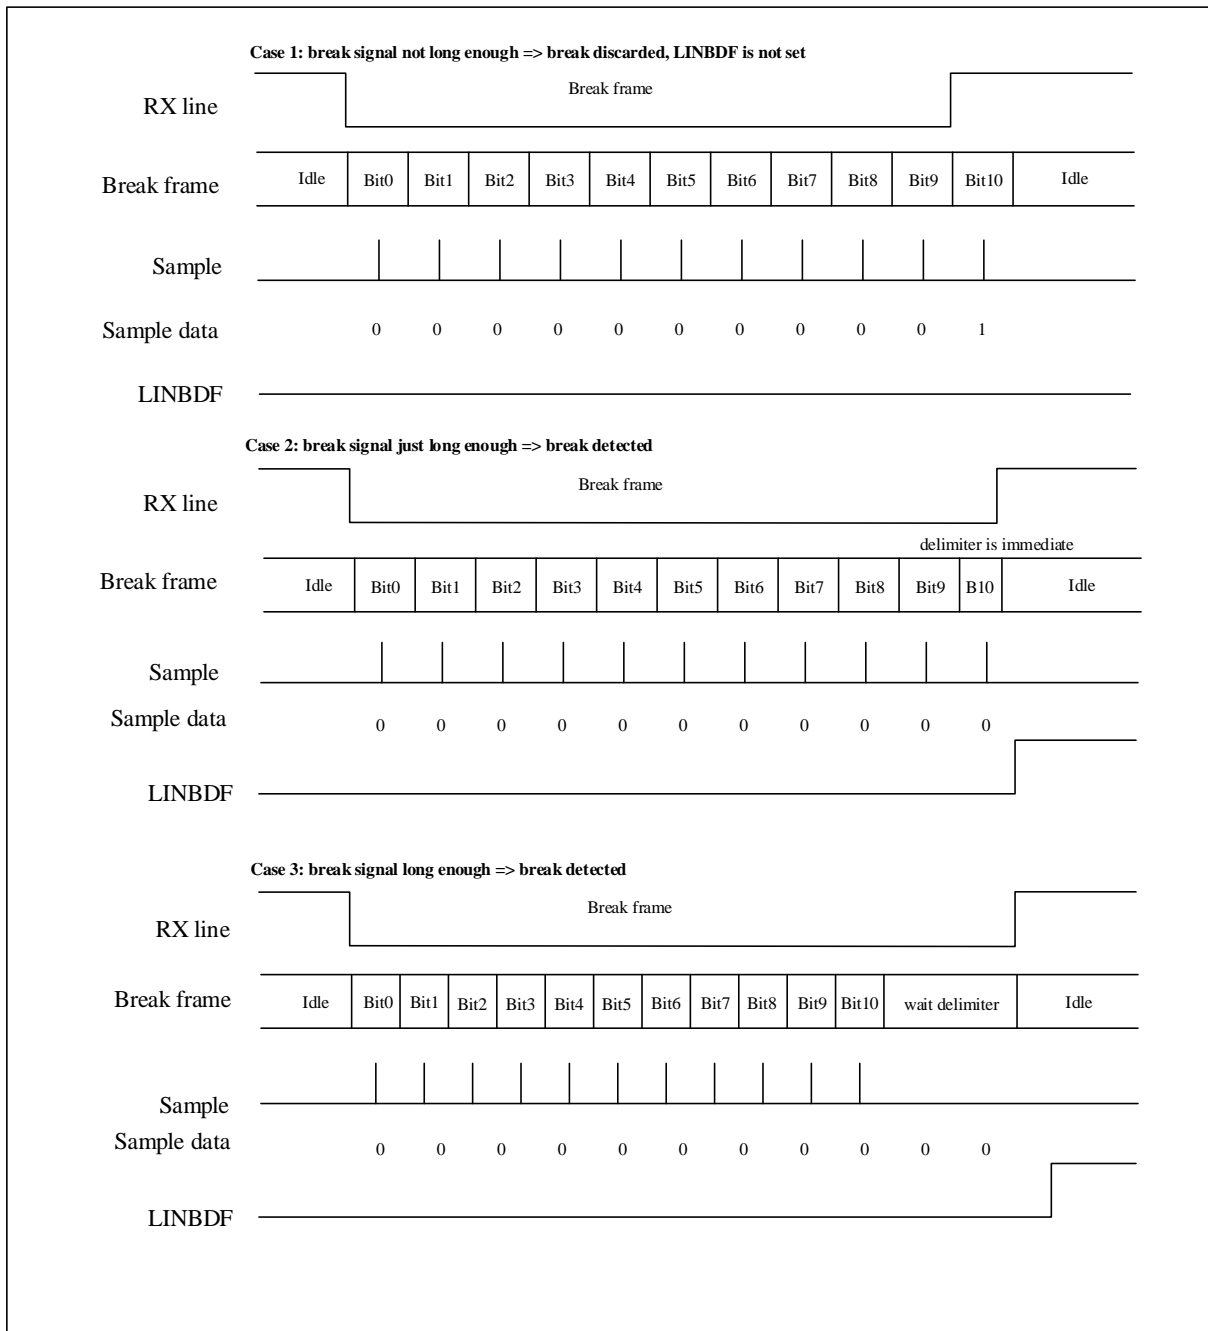 Case 1: break signal not long enough => break discarded, LINBDF is not set
RX line
Break frame
Break frame
Idle Bit0 Bit1 Bit2 Bit3 Bit4 Bit5 Bit6 Bit7 Bit8 Bit9 Bit10 Idle
Sample
Sample data
0 0 0 0 0 0 0 0 0 0 1
LINBDF
Case 2: break signal just long enough => break detected
RX line
Break frame
delimiter is immediate
Break frame
Idle Bit0 Bit1 Bit2 Bit3 Bit4 Bit5 Bit6 Bit7 Bit8 Bit9 B10 Idle
Sample
Sample data
0 0 0 0 0 0 0 0 0 0 0
LINBDF
Case 3: break signal long enough => break detected
RX line
Break frame
Break frame
Idle Bit0 Bit1 Bit2 Bit3 Bit4 Bit5 Bit6 Bit7 Bit8 Bit9 Bit10 wait delimiter Idle
Sample
Sample data
0 0 0 0 0 0 0 0 0 0 0
LINBDF